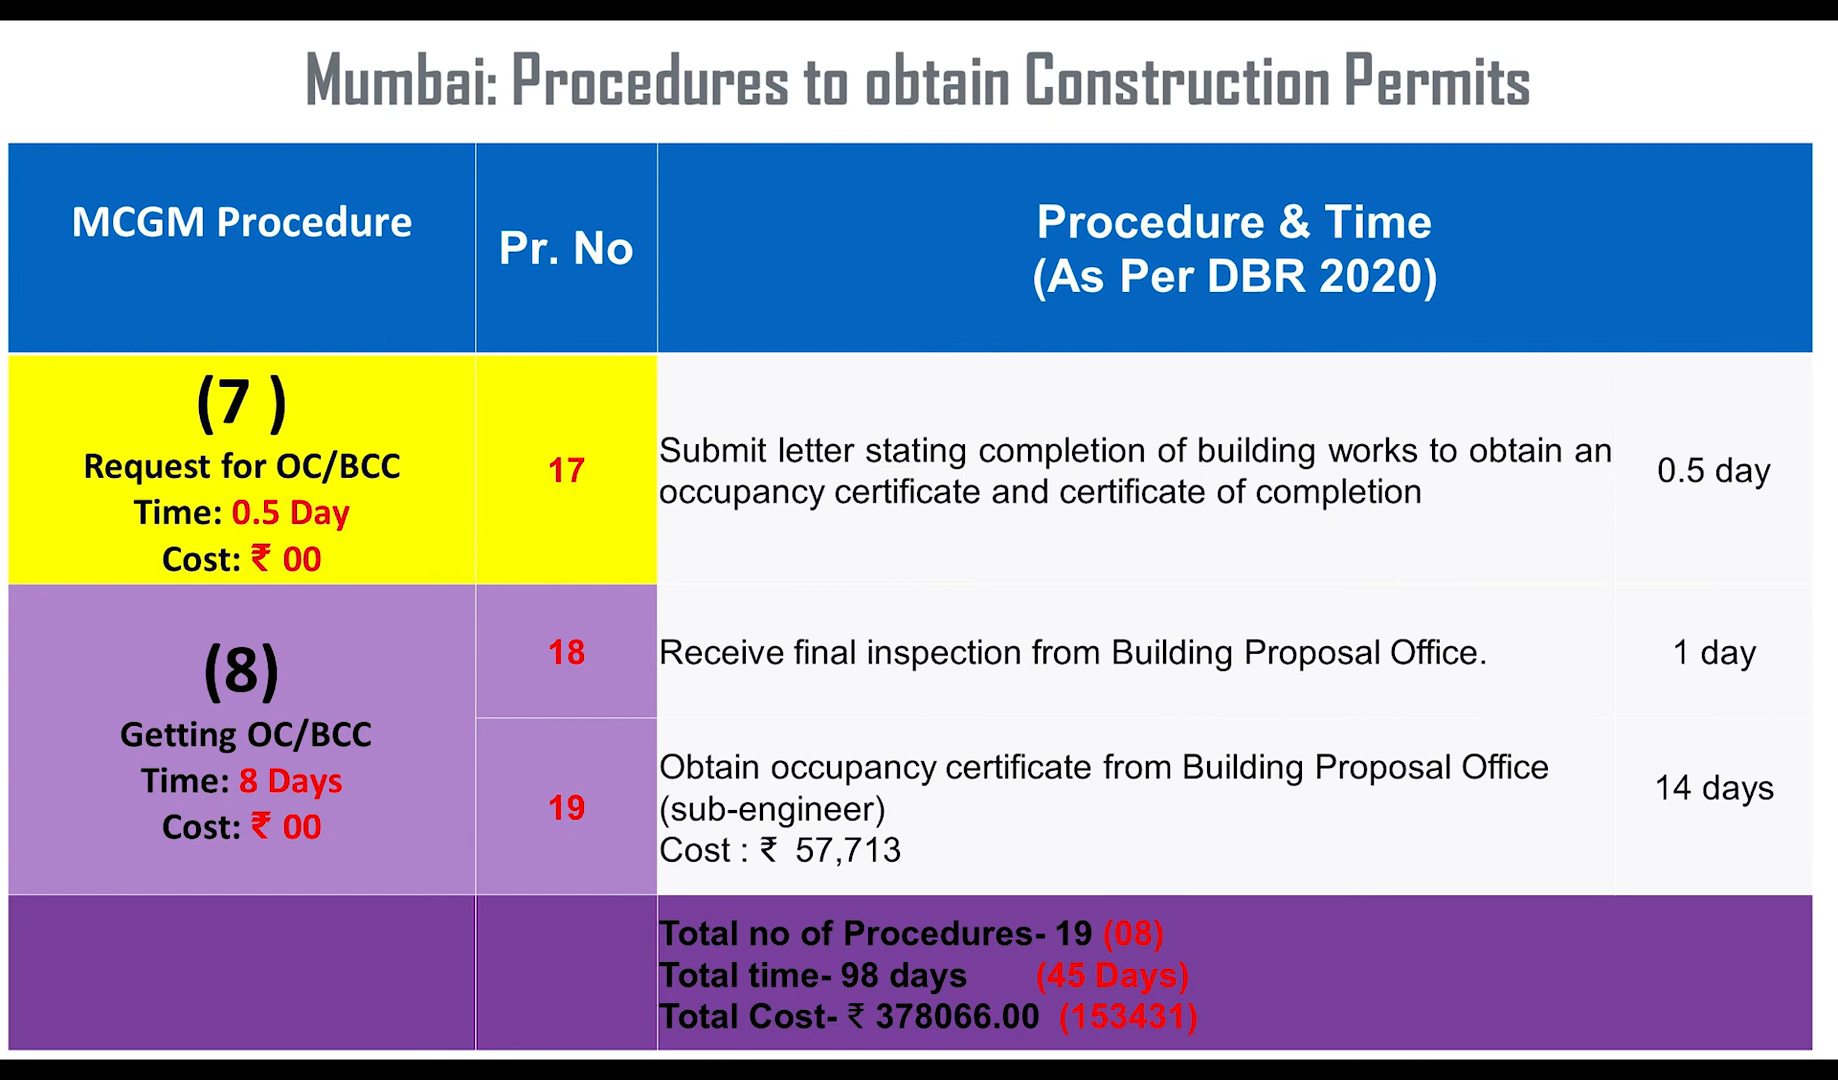 Mumbai: Procedures to obtain Construction Permits
MCGM Procedure
Pr. No
Procedure & Time
(As Per DBR 2020)
(7 )
Request for OC/BCC
Time: 0.5 Day
Cost: ₹ 00
17
Submit letter stating completion of building works to obtain an
occupancy certificate and certificate of completion
0.5 day
(8)
Getting OC/BCC
Time: 8 Days
Cost: ₹ 00
18
Receive final inspection from Building Proposal Office.
1 day
19
Obtain occupancy certificate from Building Proposal Office
(sub-engineer)
Cost : ₹ 57,713
14 days
Total no of Procedures- 19 (08)
Total time- 98 days (45 Days)
Total Cost- ₹ 378066.00 (153431)